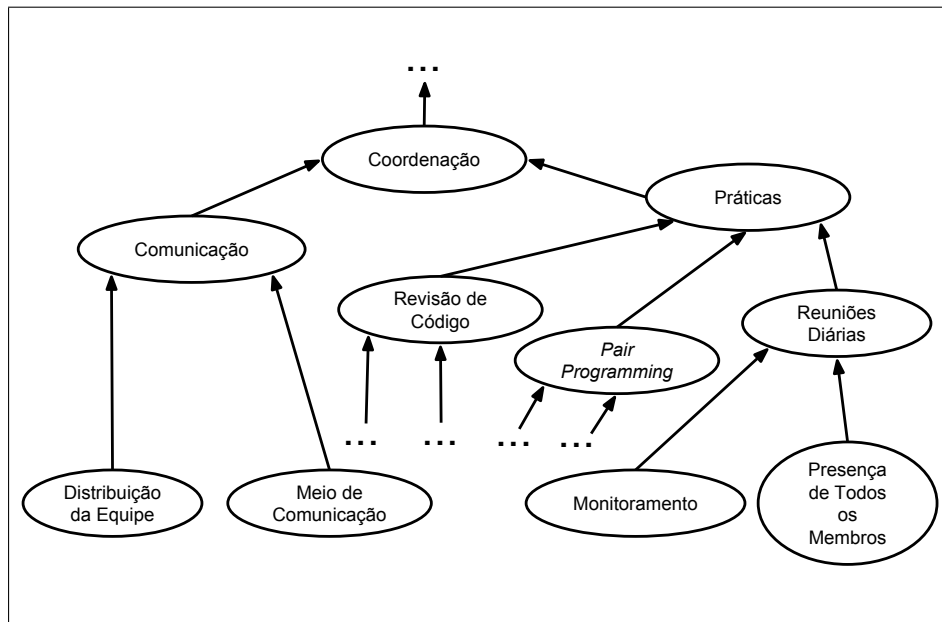 ...
Coordenação
Práticas
Comunicação
Revisão de
Código
Reuniões
Diárias
Pair
Programming
... ... ... ...
Distribuição
da Equipe
Meio de
Comunicação
Monitoramento
Presença
de Todos
os
Membros